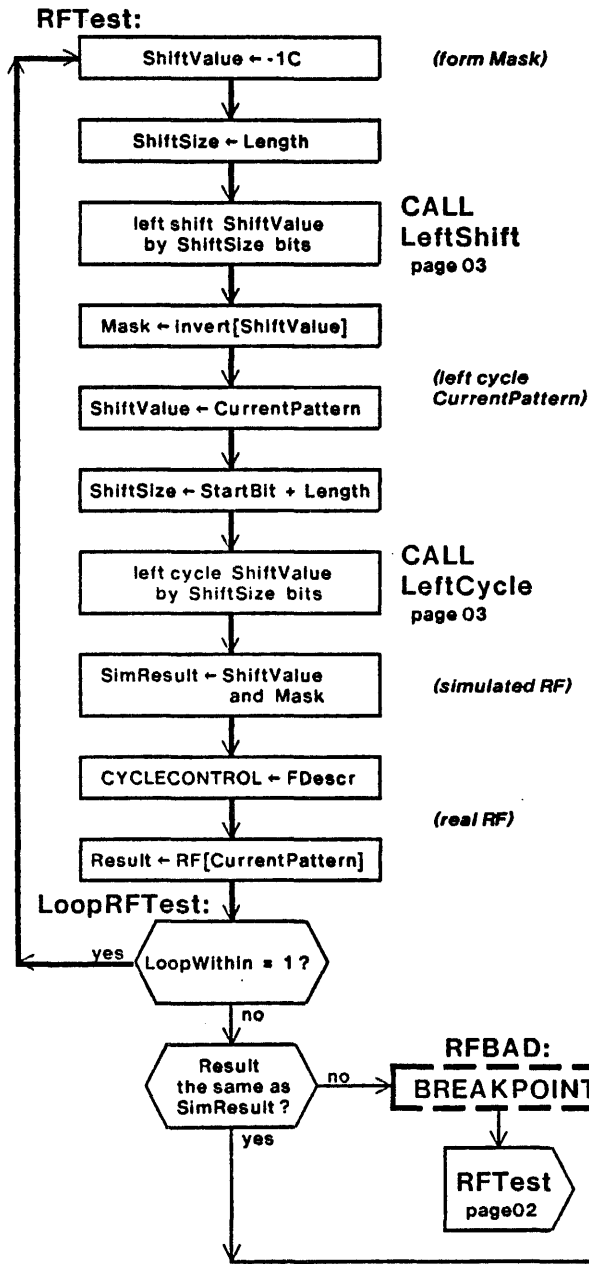 RFTest:
ShiftValue ← -1C
(form Mask)
ShiftSize ← Length
left shift ShiftValue
by ShiftSize bits
CALL
LeftShift
page 03
Mask ← invert[ShiftValue]
(left cycle
CurrentPattern)
ShiftValue ← CurrentPattern
ShiftSize ← StartBit + Length
left cycle ShiftValue
by ShiftSize bits
CALL
LeftCycle
page 03
SimResult ← ShiftValue
and Mask
(simulated RF)
CYCLECONTROL ← FDescr
(real RF)
Result ← RF[CurrentPattern]
LoopRFTest:
yes
LoopWithin = 1?
no
Result
the same as
SimResult?
no
yes
RFBAD:
BREAKPOINT
RFTest
page02